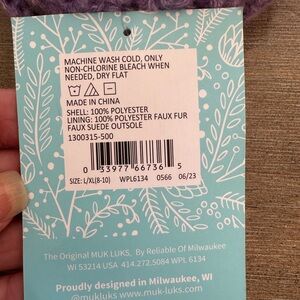 MACHINE WASH COLD, ONLY
NON-CHLORINE BLEACH WHEN
NEEDED, DRY FLAT
MADE IN CHINA
SHELL: 100% POLYESTER
LINING: 100% POLYESTER FAUX FUR
FAUX SUEDE OUTSOLE
1300315-500
0 33977 66736 5
SIZE: L/XL(8-10) WPL6134 0566 06/23
The Original MUK LUKS, By Reliable Of Milwaukee
WI 53214 USA 414.272.5084 WPL 6134
Proudly designed in Milwaukee, WI
@mukluks www.muk-luks.com